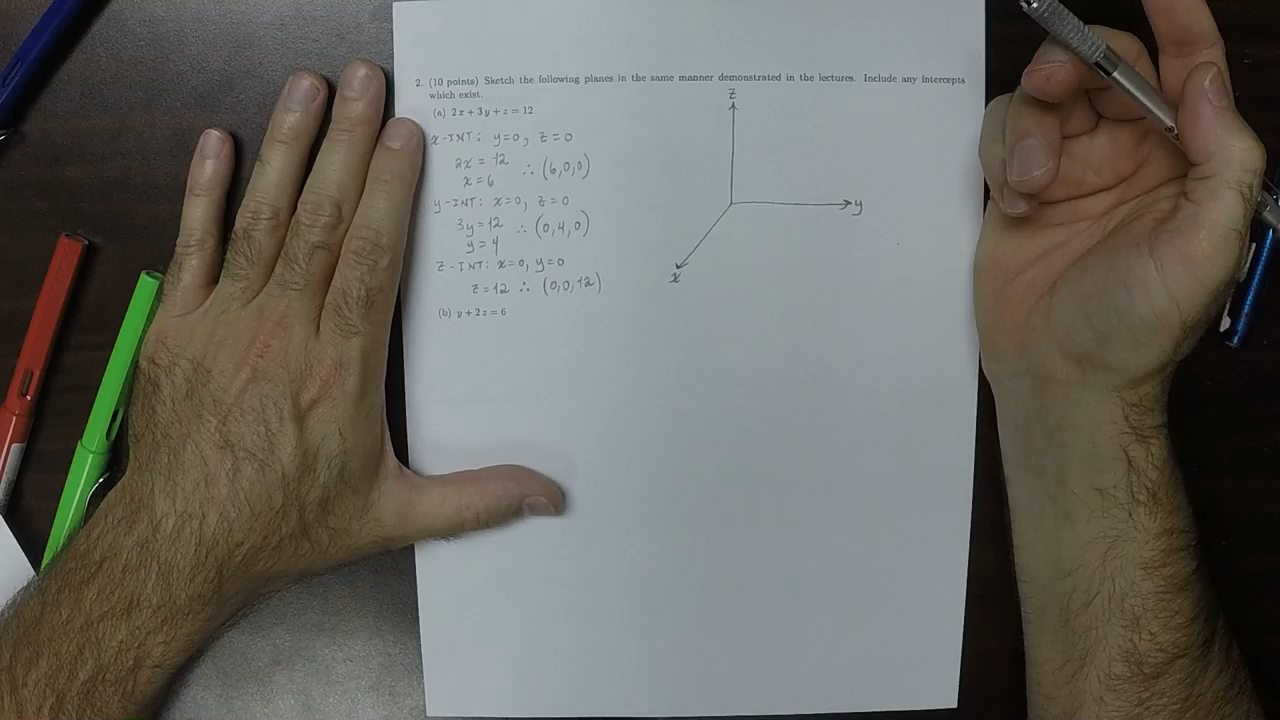 2. (10 points) Sketch the following planes in the same manner demonstrated in the lectures. Include any intercepts
which exist.
(a) 2x + 3y + z = 12
x-INT: y=0, z=0
2x = 12
x = 6
∴ (6,0,0)
y-INT: x=0, z=0
3y = 12
y = 4
∴ (0,4,0)
z-INT: x=0, y=0
z = 12 ∴ (0,0,12)
(b) y + 2z = 6
z
y
x